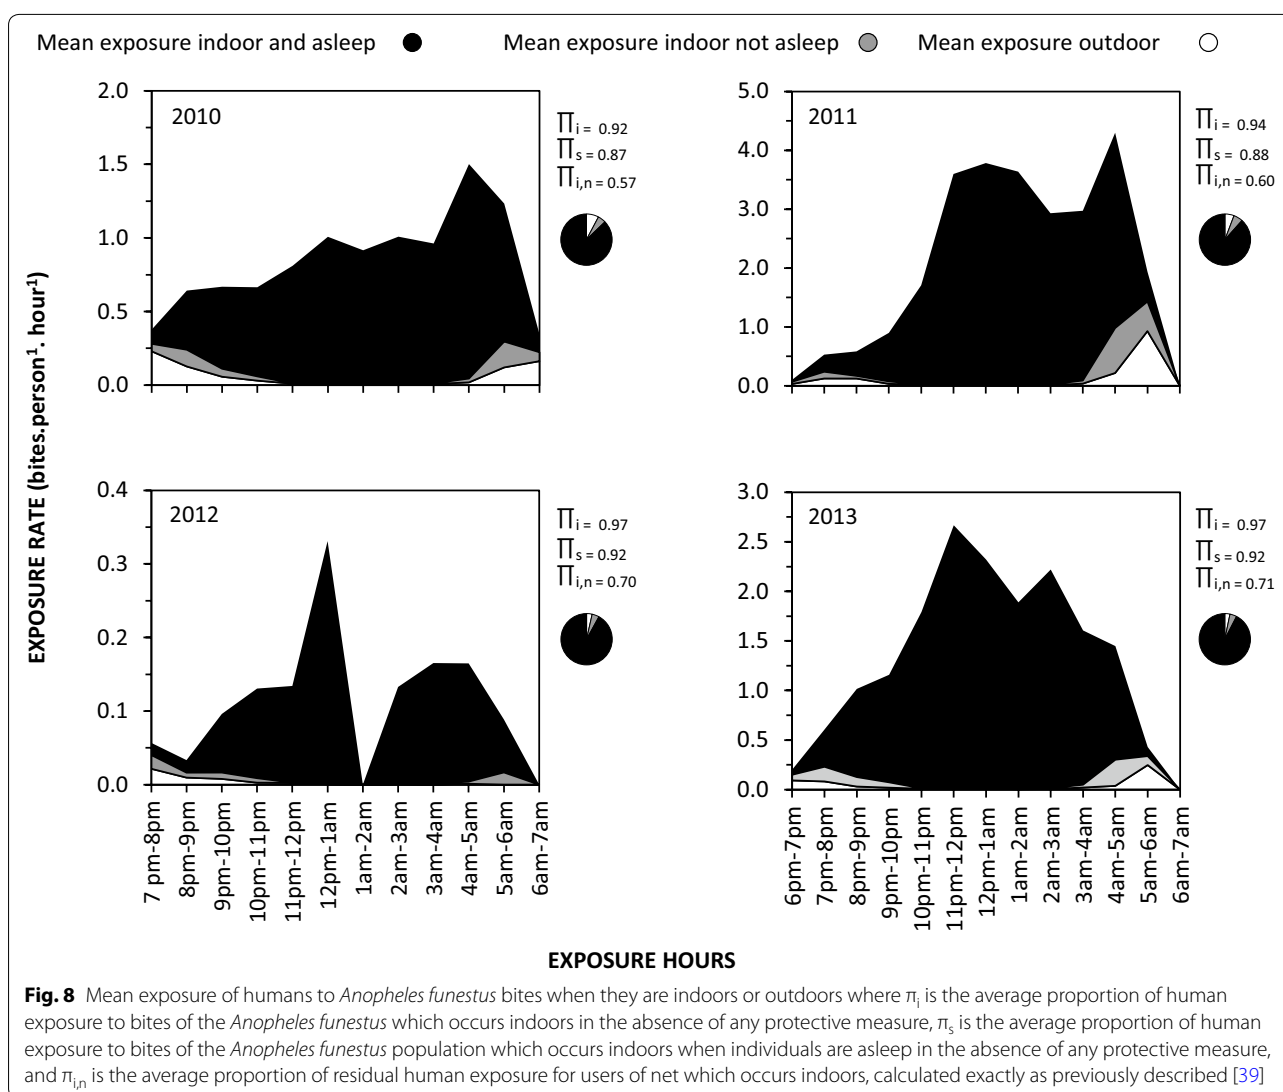 Mean exposure indoor and asleep
Mean exposure indoor not asleep
Mean exposure outdoor
EXPOSURE RATE (bites.person¹. hour¹)
2.0
1.5
1.0
0.5
0.0
2010
∏i = 0.92
∏s = 0.87
∏i,n = 0.57
5.0
4.0
3.0
2.0
1.0
0.0
2011
∏i = 0.94
∏s = 0.88
∏i,n = 0.60
0.4
0.3
0.2
0.1
0.0
2012
∏i = 0.97
∏s = 0.92
∏i,n = 0.70
7 pm-8pm
8pm-9pm
9pm-10pm
10pm-11pm
11pm-12pm
12pm-1am
1am-2am
2am-3am
3am-4am
4am-5am
5am-6am
6am-7am
3.0
2.5
2.0
1.5
1.0
0.5
0.0
2013
∏i = 0.97
∏s = 0.92
∏i,n = 0.71
6pm-7pm
7pm-8pm
8pm-9pm
9pm-10pm
10pm-11pm
11pm-12pm
12pm-1am
1am-2am
2am-3am
3am-4am
4am-5am
5am-6am
6am-7am
EXPOSURE HOURS
Fig. 8 Mean exposure of humans to Anopheles funestus bites when they are indoors or outdoors where πi is the average proportion of human
exposure to bites of the Anopheles funestus which occurs indoors in the absence of any protective measure, πs is the average proportion of human
exposure to bites of the Anopheles funestus population which occurs indoors when individuals are asleep in the absence of any protective measure,
and πi,n is the average proportion of residual human exposure for users of net which occurs indoors, calculated exactly as previously described [39]